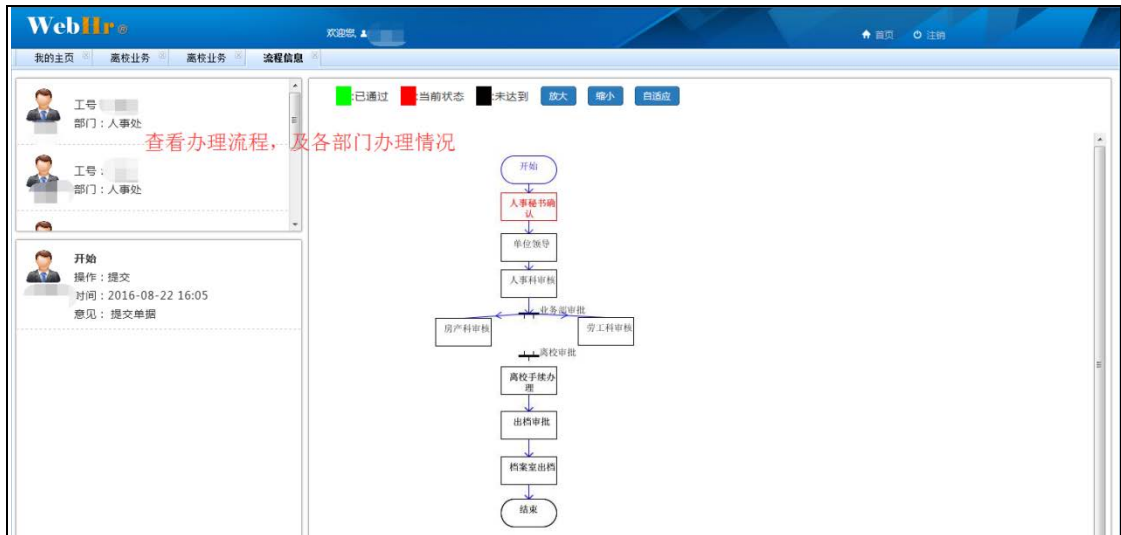 WebHr®
欢迎您,
首页 注销
我的主页 离校业务 离校业务 流程信息
工号
部门：人事处
工号：
部门：人事处
开始
操作：提交
时间：2016-08-22 16:05
意见： 提交单据
:已通过 :当前状态 :未达到 放大 缩小 自适应
查看办理流程，及各部门办理情况
开始
人事秘书确
认
单位领导
人事科审核
业务部审批
房产科审核
劳工科审核
离校审批
离校手续办
理
出档审批
档案室出档
结束